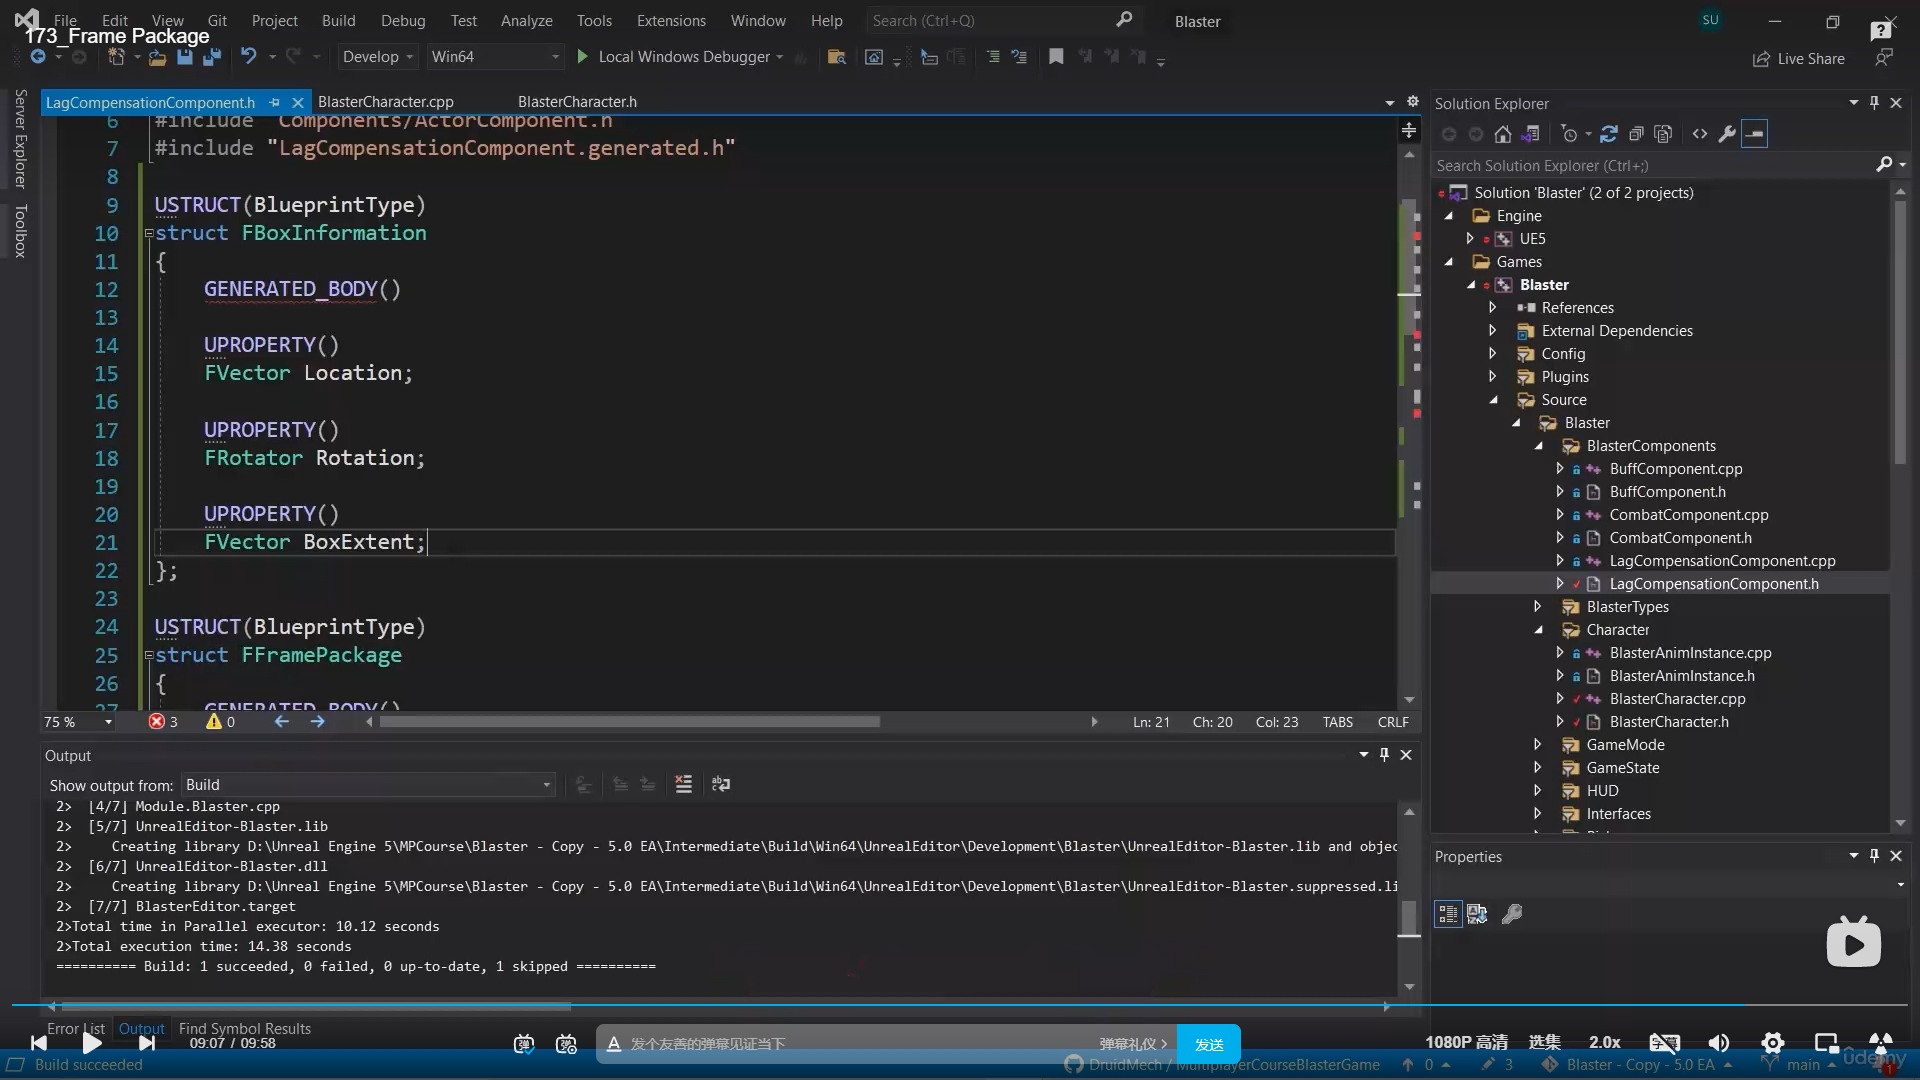 File Edit View Git Project Build Debug Test Analyze Tools Extensions Window Help Search (Ctrl+Q) Blaster SU
173_Frame Package
Develop Win64 Local Windows Debugger Live Share
Server Explorer
Toolbox
LagCompensationComponent.h BlasterCharacter.cpp BlasterCharacter.h
6 #include "Components/ActorComponent.h"
7 #include "LagCompensationComponent.generated.h"
8
9 USTRUCT(BlueprintType)
10 struct FBoxInformation
11 {
12 GENERATED_BODY()
13
14 UPROPERTY()
15 FVector Location;
16
17 UPROPERTY()
18 FRotator Rotation;
19
20 UPROPERTY()
21 FVector BoxExtent;
22 };
23
24 USTRUCT(BlueprintType)
25 struct FFramePackage
26 {
27 GENERATED_BODY()
75 % 3 0 Ln: 21 Ch: 20 Col: 23 TABS CRLF
Output
Show output from: Build
2> [4/7] Module.Blaster.cpp
2> [5/7] UnrealEditor-Blaster.lib
2> Creating library D:\Unreal Engine 5\MPCourse\Blaster - Copy - 5.0 EA\Intermediate\Build\Win64\UnrealEditor\Development\Blaster\UnrealEditor-Blaster.lib and objec
2> [6/7] UnrealEditor-Blaster.dll
2> Creating library D:\Unreal Engine 5\MPCourse\Blaster - Copy - 5.0 EA\Intermediate\Build\Win64\UnrealEditor\Development\Blaster\UnrealEditor-Blaster.suppressed.li
2> [7/7] BlasterEditor.target
2>Total time in Parallel executor: 10.12 seconds
2>Total execution time: 14.38 seconds
========== Build: 1 succeeded, 0 failed, 0 up-to-date, 1 skipped ==========
Error List Output Find Symbol Results
Solution Explorer
Search Solution Explorer (Ctrl+;)
Solution 'Blaster' (2 of 2 projects)
Engine
UE5
Games
Blaster
References
External Dependencies
Config
Plugins
Source
Blaster
BlasterComponents
BuffComponent.cpp
BuffComponent.h
CombatComponent.cpp
CombatComponent.h
LagCompensationComponent.cpp
LagCompensationComponent.h
BlasterTypes
Character
BlasterAnimInstance.cpp
BlasterAnimInstance.h
BlasterCharacter.cpp
BlasterCharacter.h
GameMode
GameState
HUD
Interfaces
Properties
09:07 / 09:58 弹 弹 A 发个友善的弹幕见证当下 弹幕礼仪 > 发送 1080P 高清 选集 2.0x 字幕
Build succeeded DruidMech / MultiplayerCourseBlasterGame 0 3 Blaster - Copy - 5.0 EA main 1
udemy